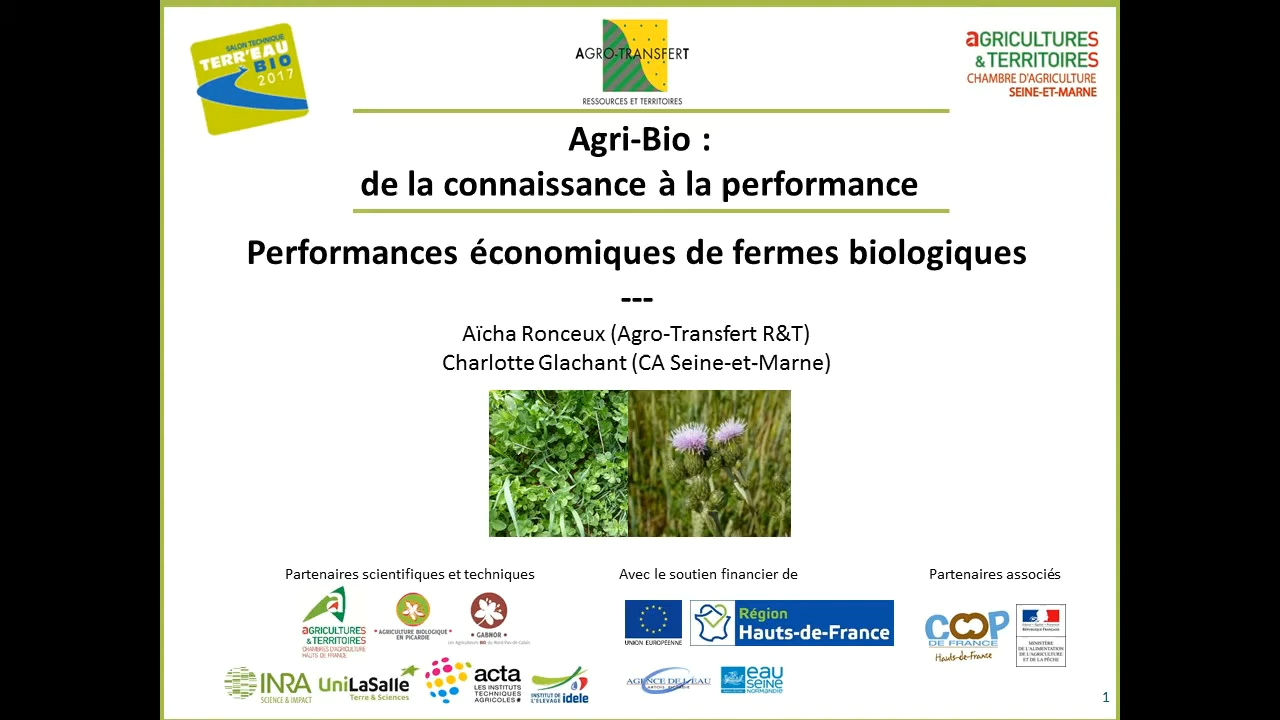 SALON TECHNIQUE
TERR'EAU
BIO
2017
AGRO-TRANSFERT
RESSOURCES ET TERRITOIRES
aGRICULTURES
& TERRITOIRES
CHAMBRE D'AGRICULTURE
SEINE-ET-MARNE
Agri-Bio :
de la connaissance à la performance
Performances économiques de fermes biologiques
---
Aïcha Ronceux (Agro-Transfert R&T)
Charlotte Glachant (CA Seine-et-Marne)
Partenaires scientifiques et techniques
Avec le soutien financier de
Partenaires associés
aGRICULTURES
& TERRITOIRES
CHAMBRES D'AGRICULTURE
HAUTS-DE-FRANCE
AGRICULTURE BIOLOGIQUE
EN PICARDIE
GABNOR
Les Agriculteurs BIO du Nord-Pas-de-Calais
UNION EUROPÉENNE
Région
Hauts-de-France
COOP
DE FRANCE
Hauts-de-France
RÉPUBLIQUE FRANÇAISE
MINISTÈRE
DE L'ALIMENTATION
DE L'AGRICULTURE
ET DE LA PÊCHE
INRA
SCIENCE & IMPACT
UniLaSalle
Terre & Sciences
acta
LES INSTITUTS
TECHNIQUES
AGRICOLES
INSTITUT DE
L'ELEVAGE idele
AGENCE DE L'EAU
ARTOIS PICARDIE
eau
SEINE
NORMANDIE
1